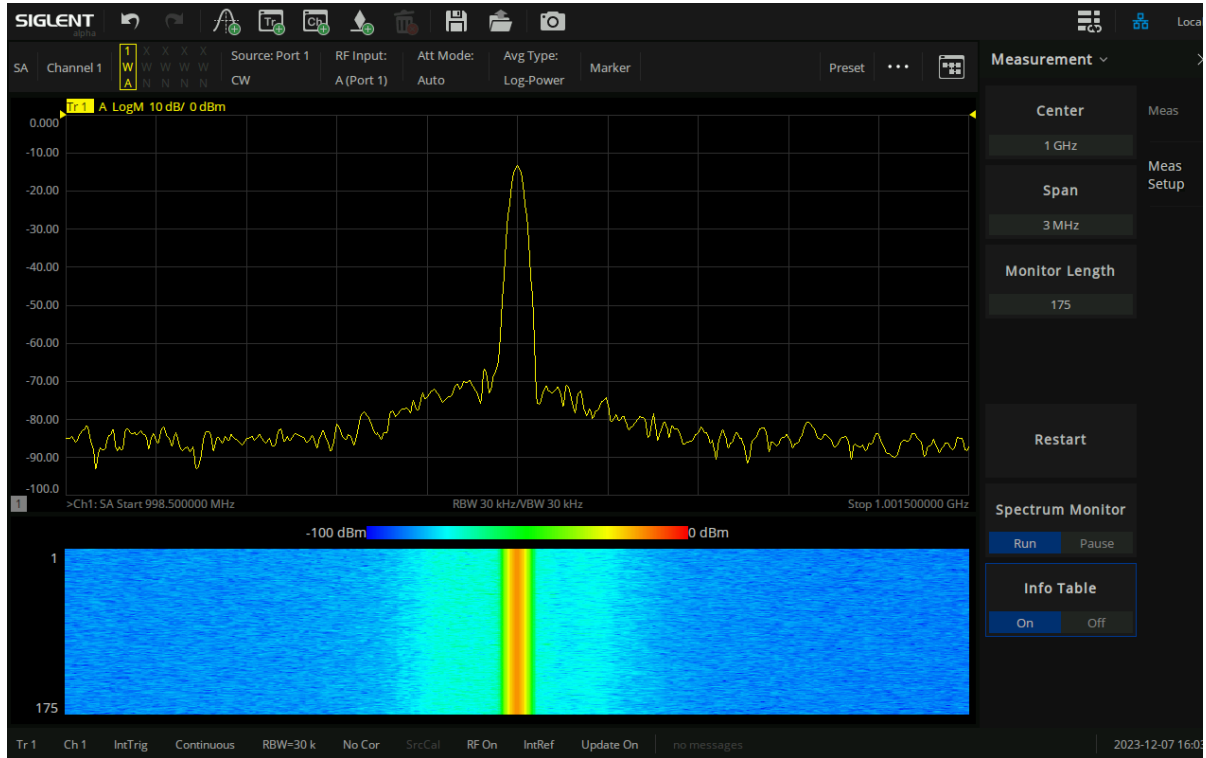 SIGLENT
alpha
Tr
Ch
Loca
SA
Channel 1
1 X X X X
W W W W W
A N N N N
Source: Port 1
CW
RF Input:
A (Port 1)
Att Mode:
Auto
Avg Type:
Log-Power
Marker
Preset
Measurement
Tr 1 A LogM 10 dB/ 0 dBm
0.000
-10.00
-20.00
-30.00
-40.00
-50.00
-60.00
-70.00
-80.00
-90.00
-100.0
1
>Ch1: SA Start 998.500000 MHz
RBW 30 kHz/VBW 30 kHz
Stop 1.001500000 GHz
-100 dBm
0 dBm
1
175
Center
1 GHz
Span
3 MHz
Monitor Length
175
Restart
Spectrum Monitor
Run Pause
Info Table
On Off
Meas
Meas
Setup
Tr 1 Ch 1 IntTrig Continuous RBW=30 k No Cor SrcCal RF On IntRef Update On no messages 2023-12-07 16:03